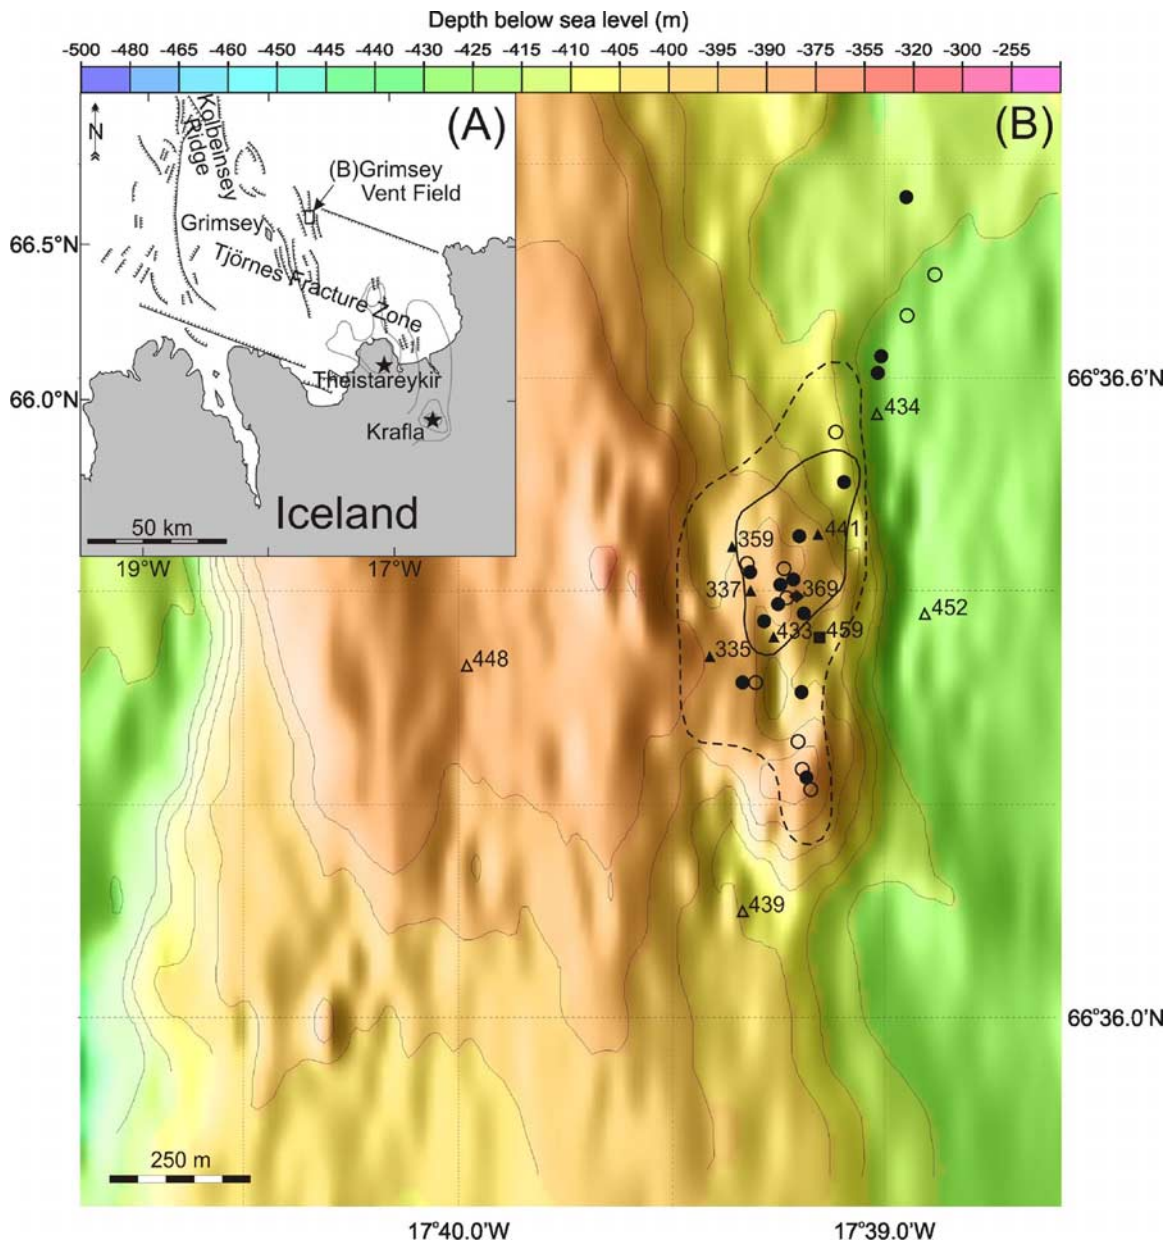 Depth below sea level (m)
-500 -480 -465 -460 -445 -440 -430 -415 -410 -405 -400 -395 -390 -375 -355 -320 -300 -255
(A)
(B)
N
Kolbeinsey
Ridge
(B)Grimsey
Vent Field
Grimsey
66.5°N
Tjörnes Fracture Zone
Theistareykir
66.0°N
Krafla
Iceland
50 km
19°W
17°W
66°36.6'N
434
441
359
337
369
452
433
459
335
448
439
66°36.0'N
250 m
17°40.0'W
17°39.0'W